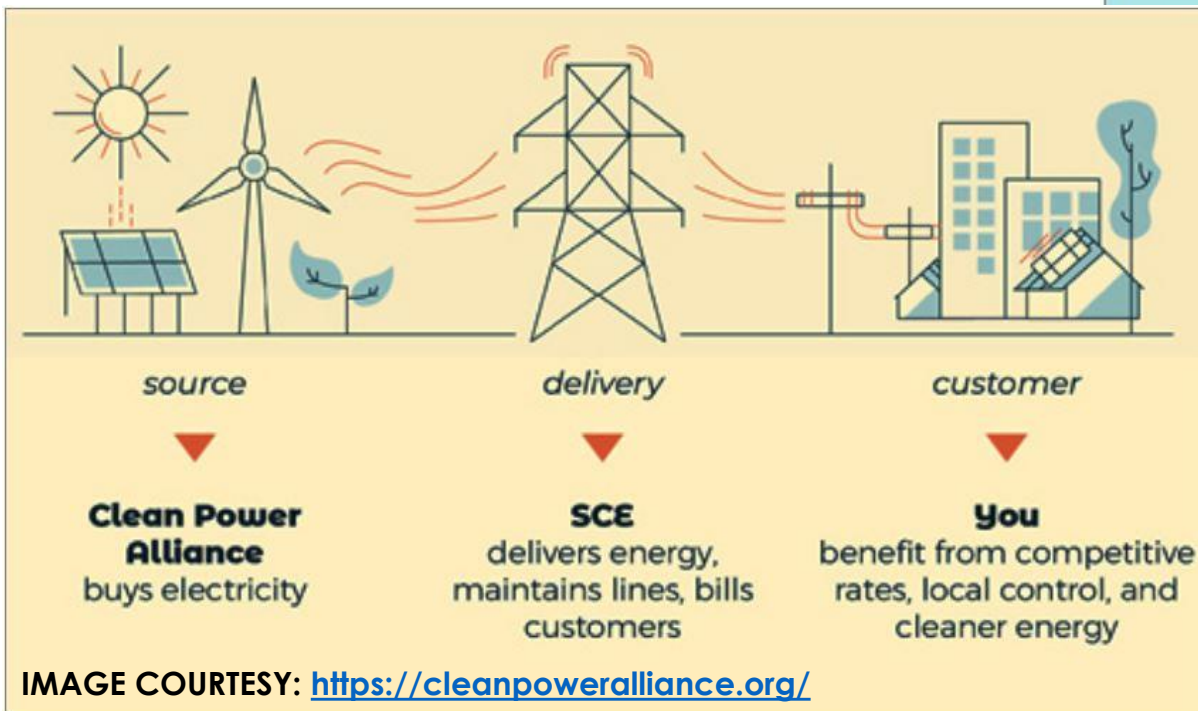 source
delivery
customer
Clean Power
Alliance
buys electricity
SCE
delivers energy,
maintains lines, bills
customers
You
benefit from competitive
rates, local control, and
cleaner energy
IMAGE COURTESY: https://cleanpoweralliance.org/